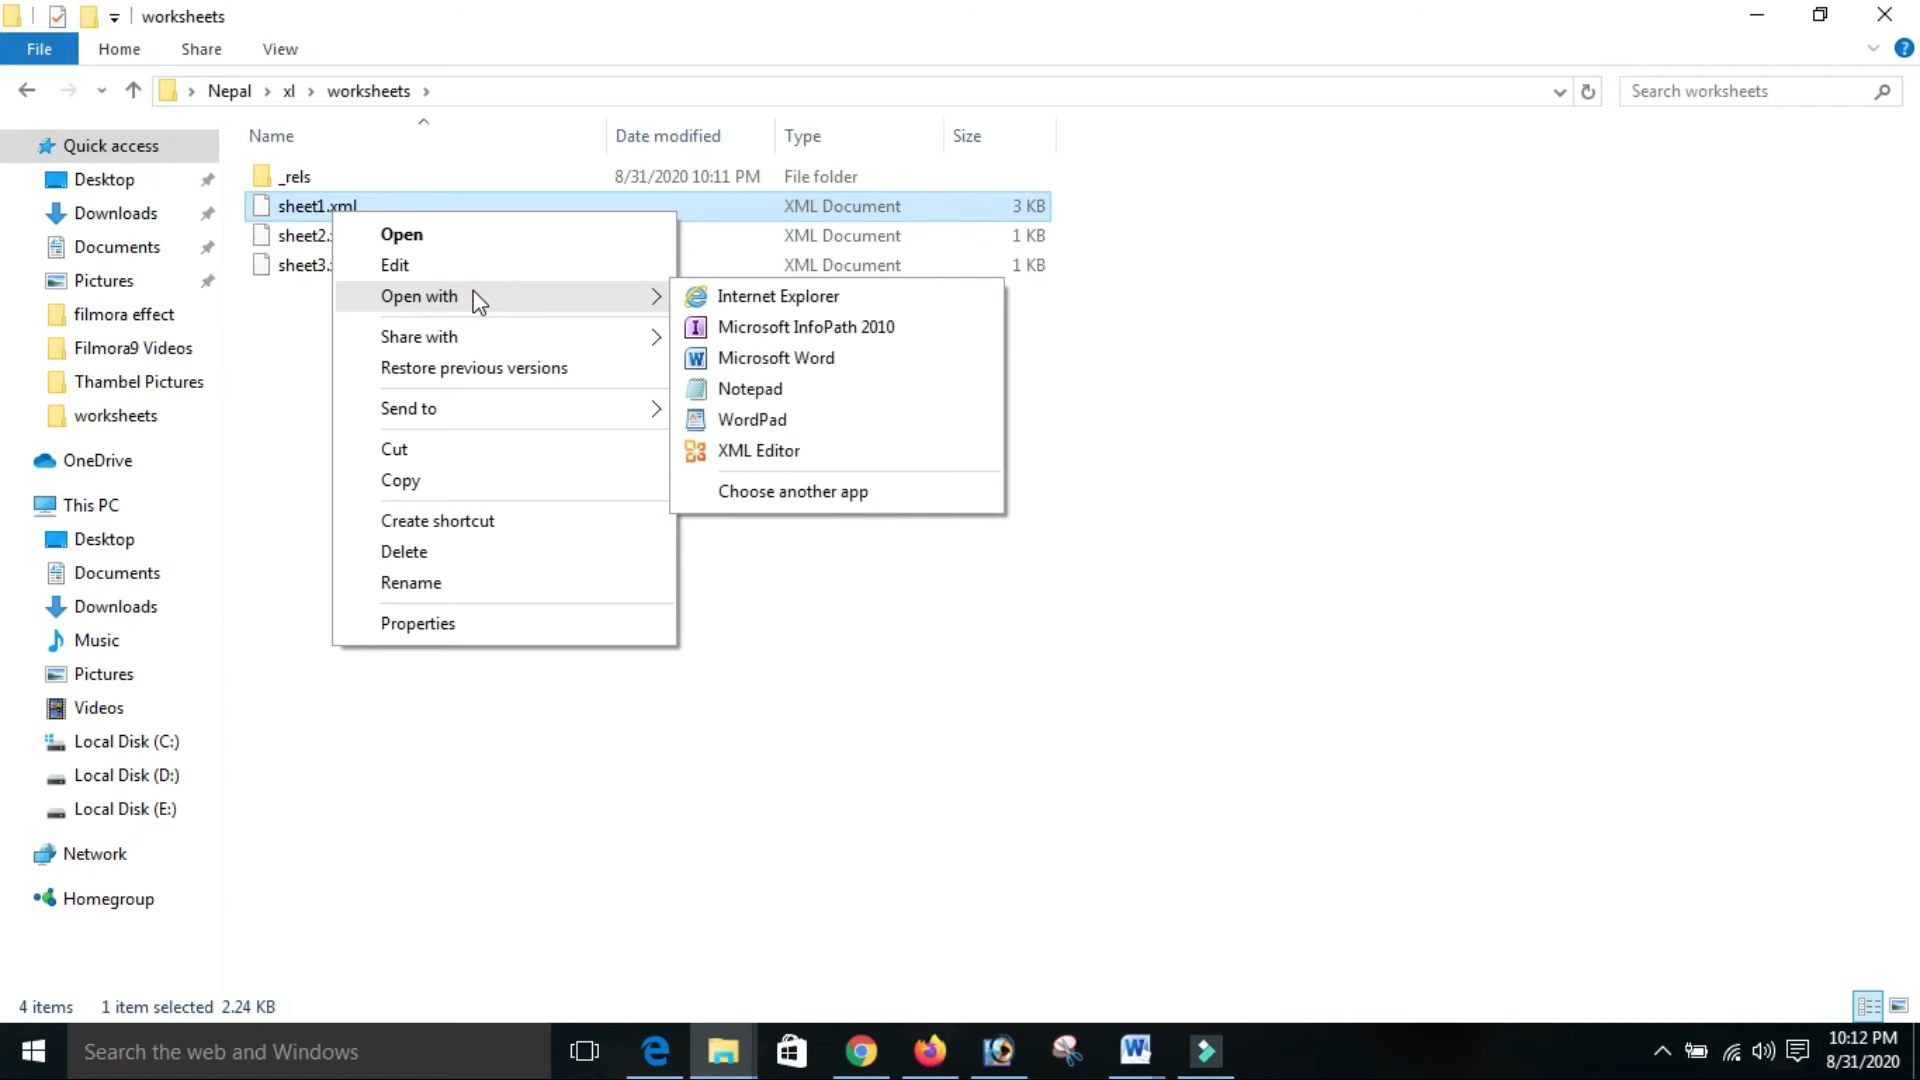 worksheets
File Home Share View
Nepal xl worksheets
Search worksheets
Name Date modified Type Size
_rels 8/31/2020 10:11 PM File folder
sheet1.xml XML Document 3 KB
sheet2. XML Document 1 KB
sheet3. XML Document 1 KB
Open
Edit
Open with
Share with
Restore previous versions
Send to
Cut
Copy
Create shortcut
Delete
Rename
Properties
Internet Explorer
Microsoft InfoPath 2010
Microsoft Word
Notepad
WordPad
XML Editor
Choose another app
Quick access
Desktop
Downloads
Documents
Pictures
filmora effect
Filmora9 Videos
Thambel Pictures
worksheets
OneDrive
This PC
Desktop
Documents
Downloads
Music
Pictures
Videos
Local Disk (C:)
Local Disk (D:)
Local Disk (E:)
Network
Homegroup
4 items 1 item selected 2.24 KB
Search the web and Windows
10:12 PM
8/31/2020